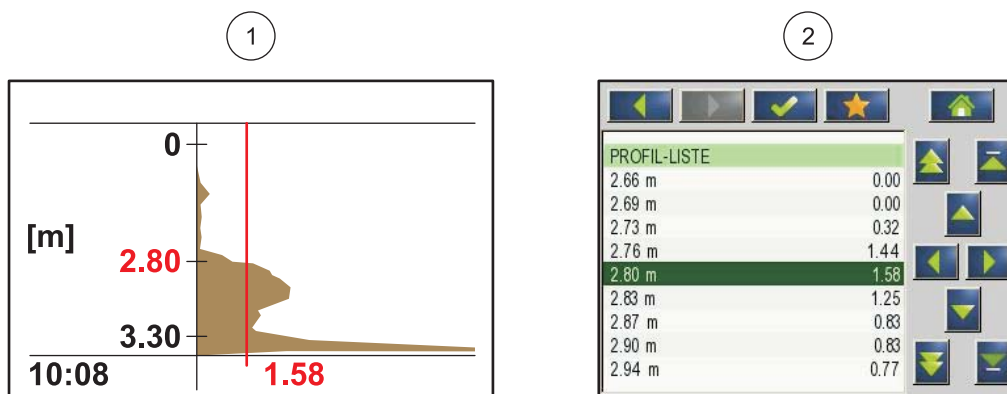 1
2
0
[m]
2.80
3.30
10:08
1.58
PROFIL-LISTE
2.66 m 0.00
2.69 m 0.00
2.73 m 0.32
2.76 m 1.44
2.80 m 1.58
2.83 m 1.25
2.87 m 0.83
2.90 m 0.83
2.94 m 0.77